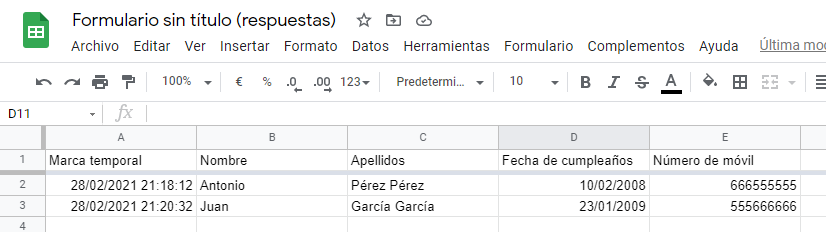 Formulario sin título (respuestas)
Archivo Editar Ver Insertar Formato Datos Herramientas Formulario Complementos Ayuda Última mod
100% € % .0 .00 123 Predetermi... 10 B I S A
D11 fx
A B C D E
1 Marca temporal Nombre Apellidos Fecha de cumpleaños Número de móvil
2 28/02/2021 21:18:12 Antonio Pérez Pérez 10/02/2008 666555555
3 28/02/2021 21:20:32 Juan García García 23/01/2009 555666666
4